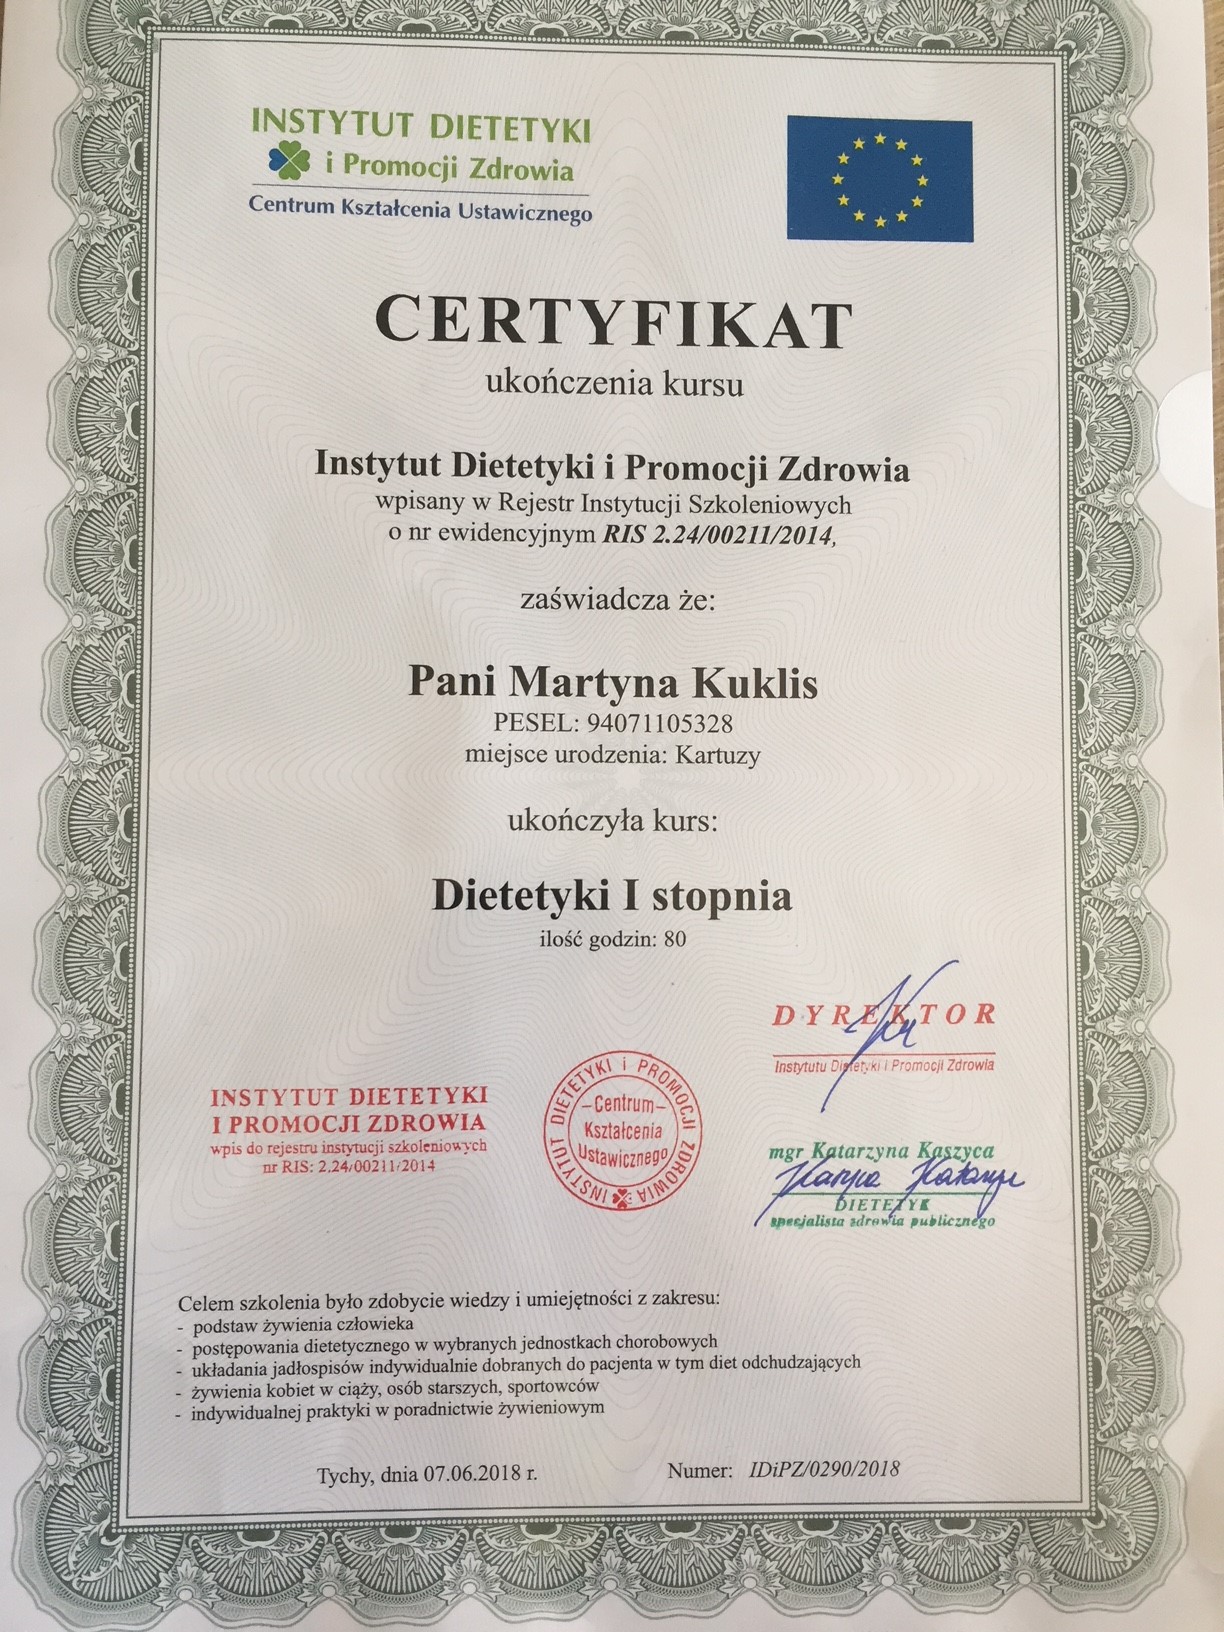 INSTYTUT DIETETYKI
i Promocji Zdrowia
Centrum Kształcenia Ustawicznego
CERTYFIKAT
ukończenia kursu
Instytut Dietetyki i Promocji Zdrowia
wpisany w Rejestr Instytucji Szkoleniowych
o nr ewidencyjnym RIS 2.24/00211/2014,
zaświadcza że:
Pani Martyna Kuklis
PESEL: 94071105328
miejsce urodzenia: Kartuzy
ukończyła kurs:
Dietetyki I stopnia
ilość godzin: 80
DYREKTOR
Instytutu Dietetyki i Promocji Zdrowia
INSTYTUT DIETETYKI
I PROMOCJI ZDROWIA
wpis do rejestru instytucji szkoleniowych
nr RIS: 2.24/00211/2014
INSTYTUT DIETETYKI i PROMOCJI ZDROWIA
-Centrum-
Kształcenia
Ustawicznego
mgr Katarzyna Kaszyca
Kaszyca Katarzyna
DIETETYK
specjalista zdrowia publicznego
Celem szkolenia było zdobycie wiedzy i umiejętności z zakresu:
- podstaw żywienia człowieka
- postępowania dietetycznego w wybranych jednostkach chorobowych
- układania jadłospisów indywidualnie dobranych do pacjenta w tym diet odchudzających
- żywienia kobiet w ciąży, osób starszych, sportowców
- indywidualnej praktyki w poradnictwie żywieniowym
Tychy, dnia 07.06.2018 r.
Numer: IDiPZ/0290/2018